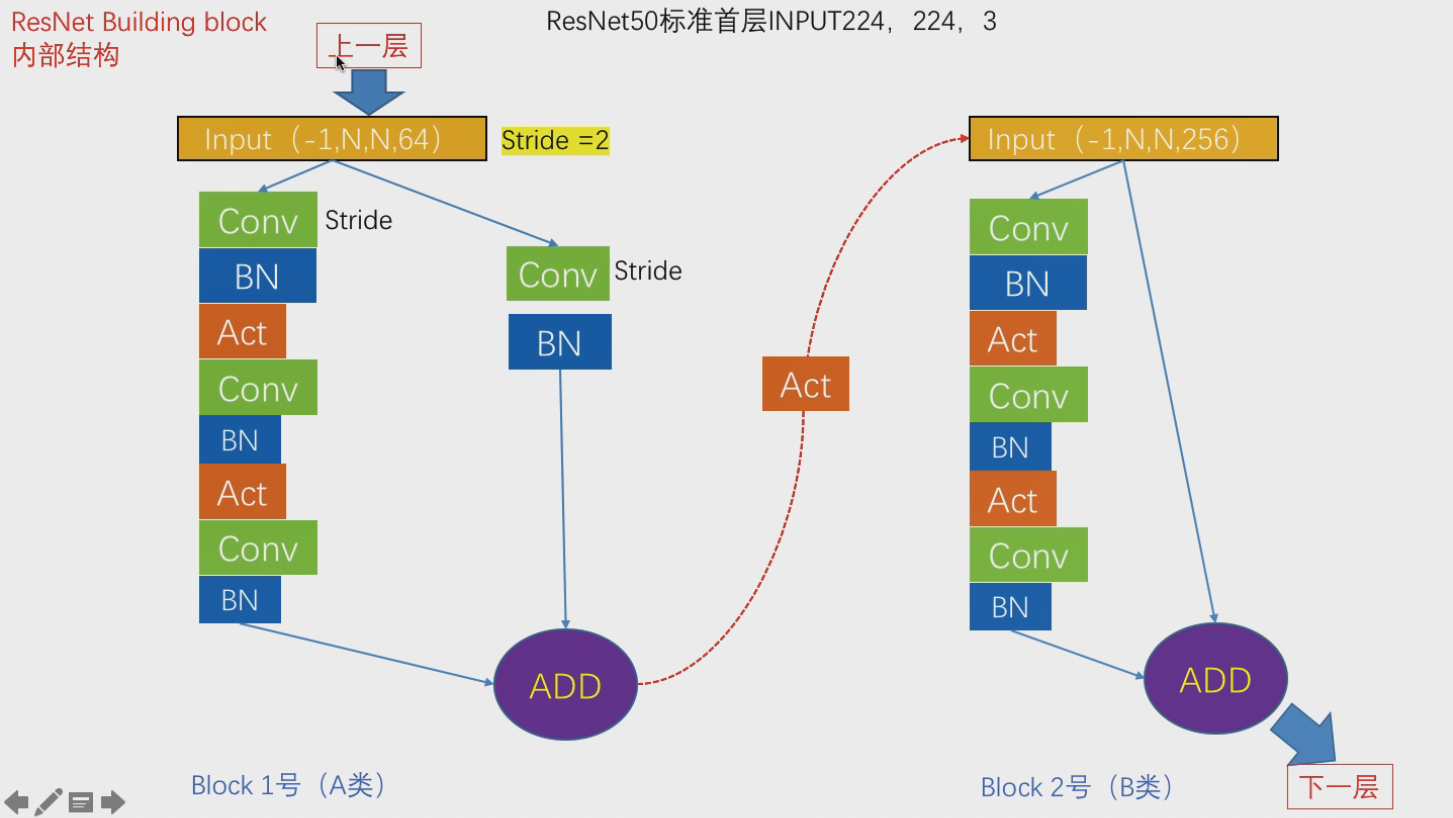 ResNet Building block
内部结构
ResNet50标准首层INPUT224，224，3
上一层
Input（-1,N,N,64）
Stride =2
Conv
Stride
BN
Act
Conv
BN
Act
Conv
BN
Conv
Stride
BN
ADD
Block 1号（A类）
Act
Input（-1,N,N,256）
Conv
BN
Act
Conv
BN
Act
Conv
BN
ADD
Block 2号（B类）
下一层